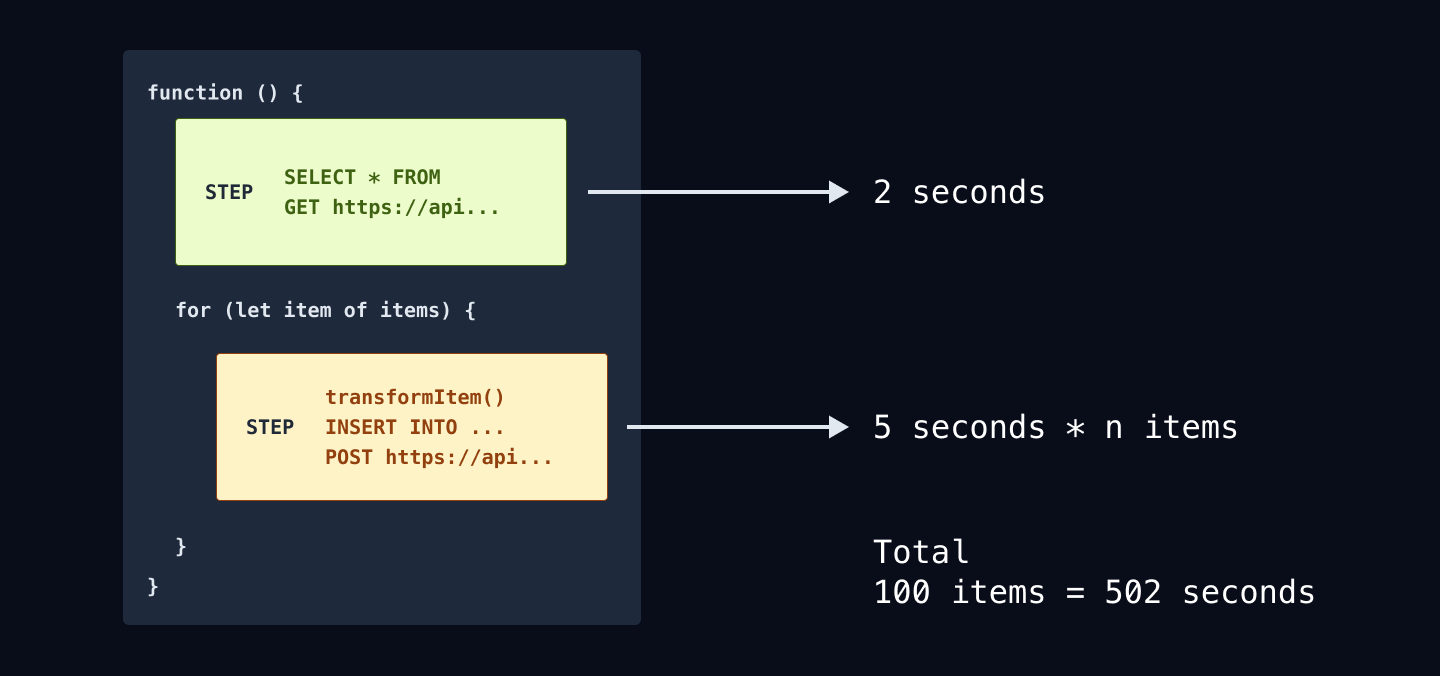 function () {
STEP
SELECT * FROM
GET https://api...
2 seconds
for (let item of items) {
STEP
transformItem()
INSERT INTO ...
POST https://api...
5 seconds * n items
}
}
Total
100 items = 502 seconds